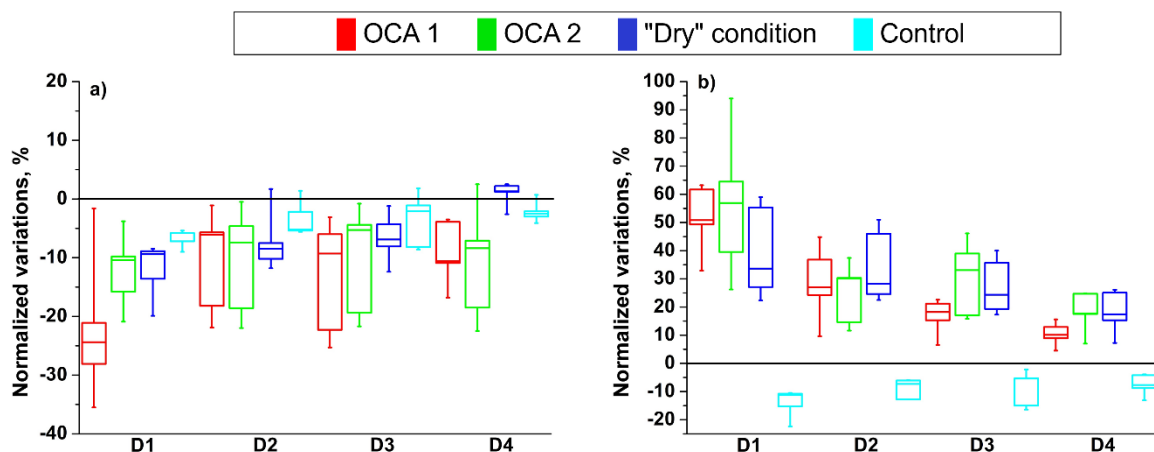 OCA 1 OCA 2 "Dry" condition Control
a)
Normalized variations, %
20
10
0
-10
-20
-30
-40
D1 D2 D3 D4
b)
Normalized variations, %
100
90
80
70
60
50
40
30
20
10
0
-10
-20
D1 D2 D3 D4